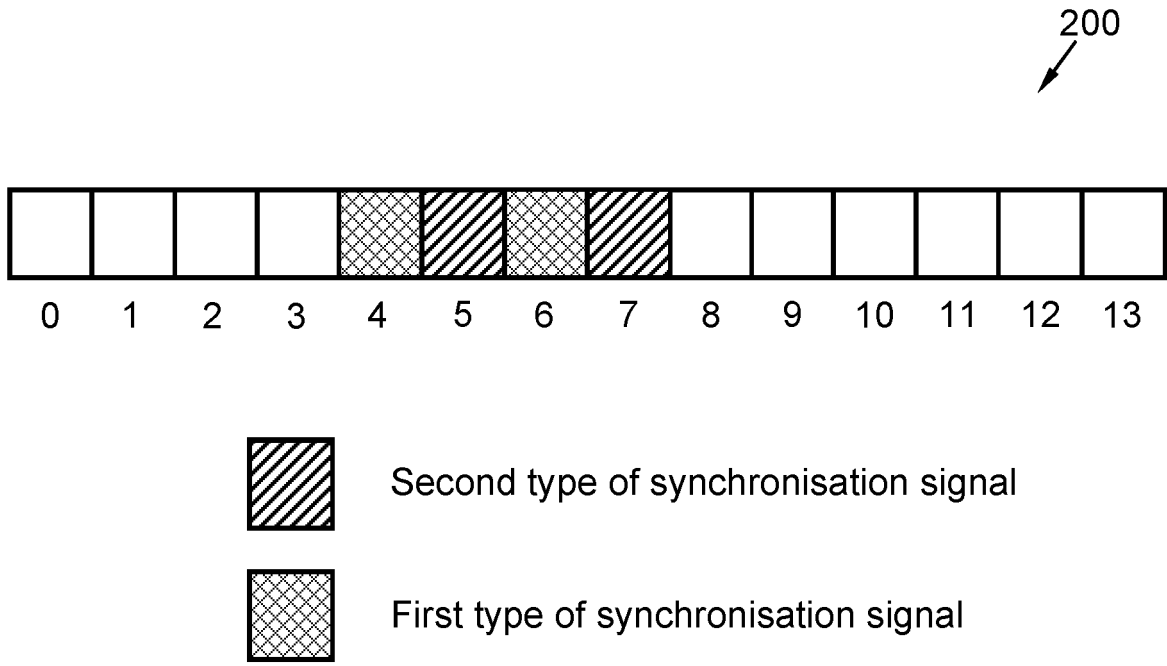 200
0 1 2 3 4 5 6 7 8 9 10 11 12 13
Second type of synchronisation signal
First type of synchronisation signal